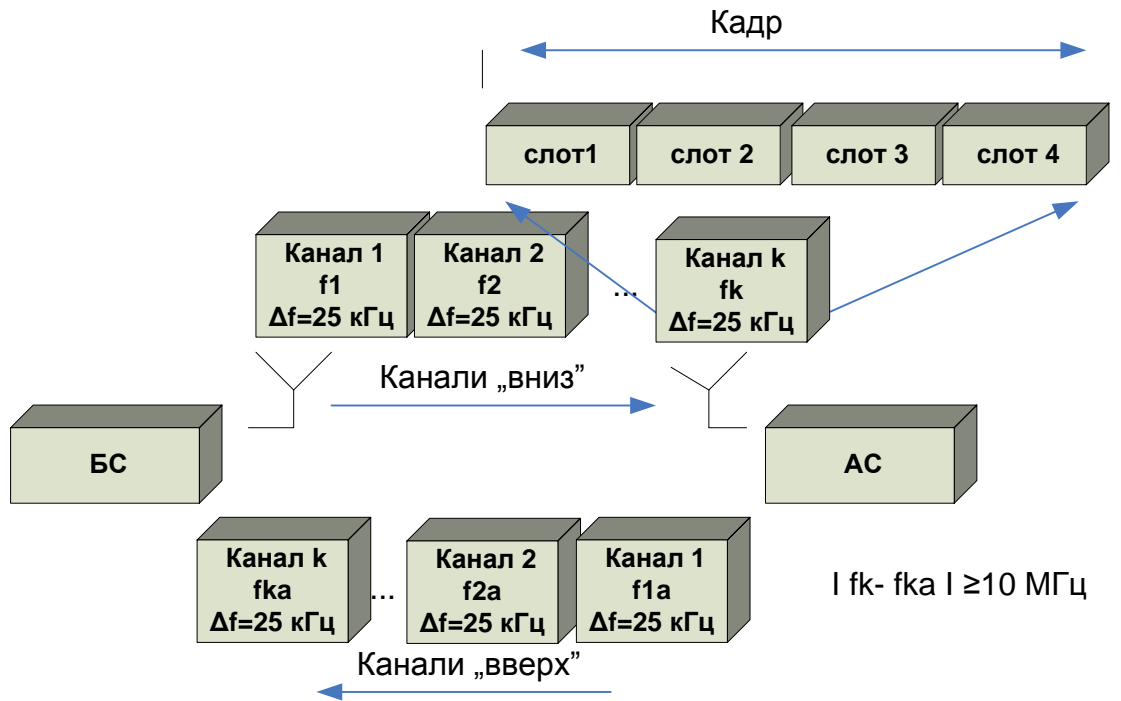 Кадр
слот1 слот 2 слот 3 слот 4
Канал 1
f1
Δf=25 кГц
Канал 2
f2
Δf=25 кГц
...
Канал k
fk
Δf=25 кГц
Канали „вниз”
БС
АС
Канал k
fka
Δf=25 кГц
...
Канал 2
f2a
Δf=25 кГц
Канал 1
f1a
Δf=25 кГц
I fk- fka I ≥10 МГц
Канали „вверх”